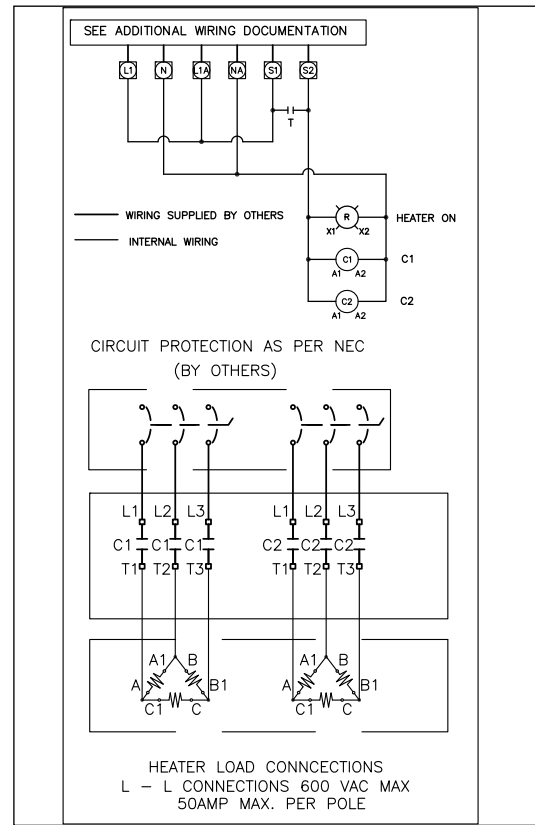 SEE ADDITIONAL WIRING DOCUMENTATION
L1 N L1A NA S1 S2
T
WIRING SUPPLIED BY OTHERS
INTERNAL WIRING
R HEATER ON
X1 X2
C1 C1
A1 A2
C2 C2
A1 A2
CIRCUIT PROTECTION AS PER NEC
(BY OTHERS)
L1 L2 L3 L1 L2 L3
C1 C1 C1 C2 C2 C2
T1 T2 T3 T1 T2 T3
A1 B A1 B
A B1 A B1
C1 C C1 C
HEATER LOAD CONNCECTIONS
L – L CONNECTIONS 600 VAC MAX
50AMP MAX. PER POLE